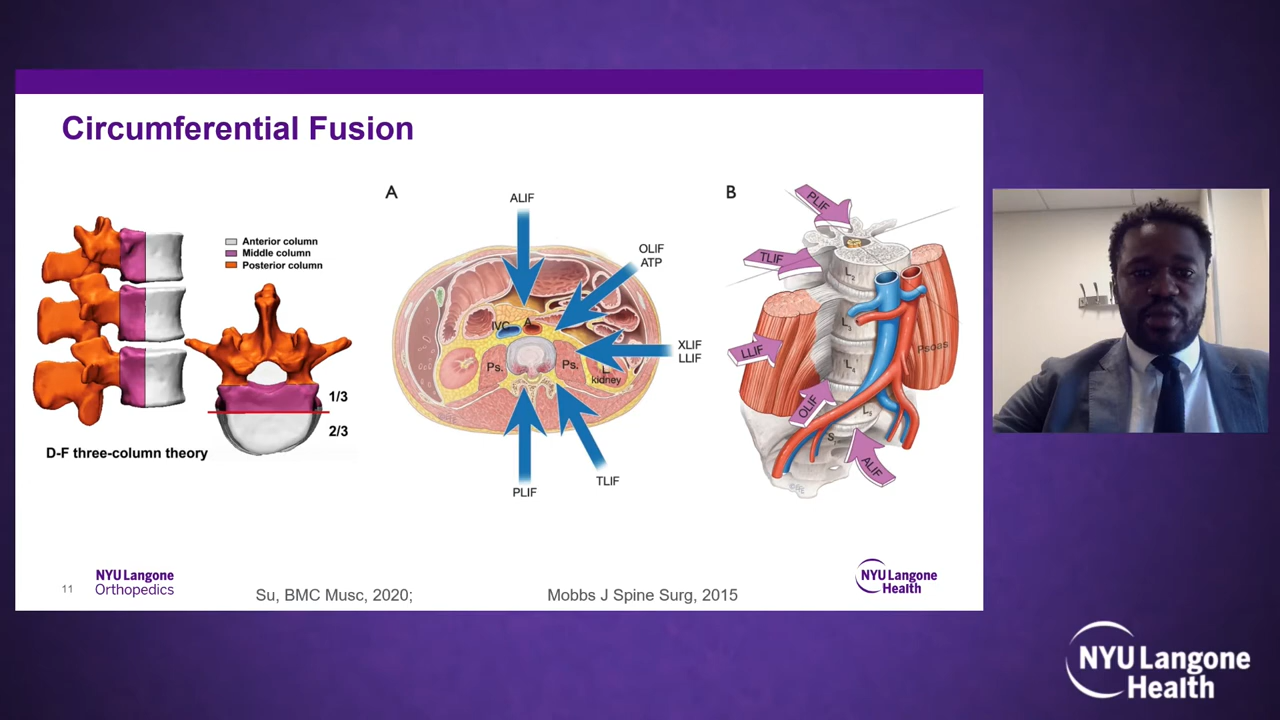 Circumferential Fusion
Anterior column
Middle column
Posterior column
1/3
2/3
D-F three-column theory
A
ALIF
OLIF
ATP
XLIF
LLIF
IVC
A
Ps.
Ps.
L.
kidney
PLIF
TLIF
B
PLIF
TLIF
LLIF
OLIF
ALIF
L
L
L
L
S
Psoas
11
NYU Langone
Orthopedics
Su, BMC Musc, 2020;
Mobbs J Spine Surg, 2015
NYU Langone
Health
NYU Langone
Health